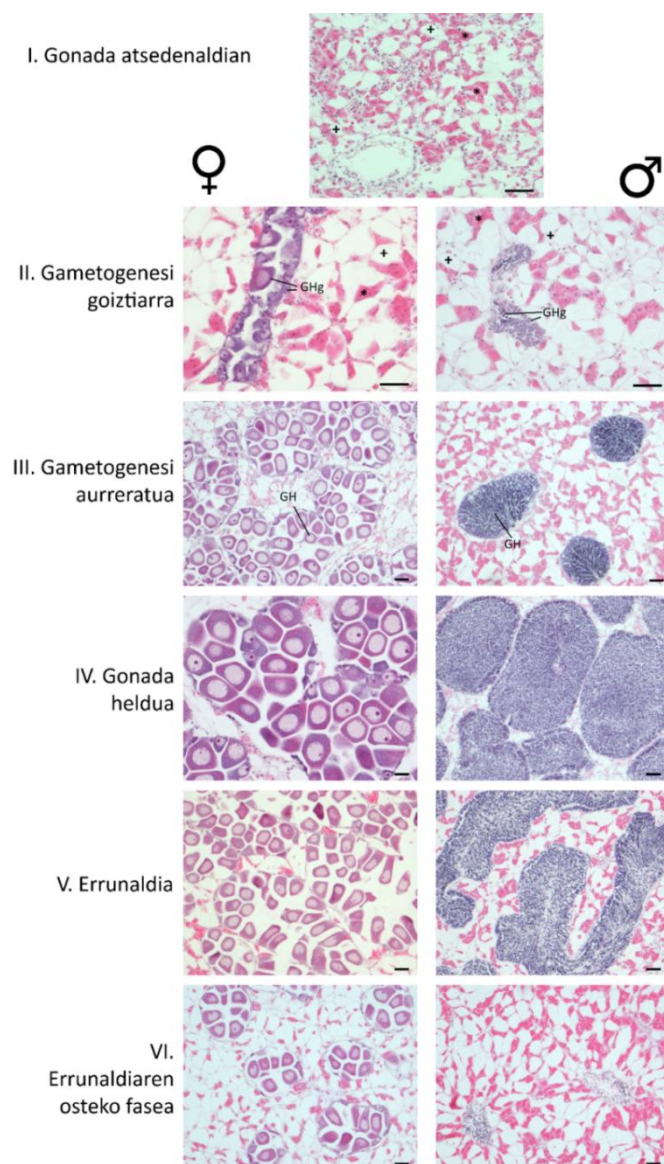 I. Gonada atsedenaldian
+
*
*
+
♀
♂
II. Gametogenesi
goiztiarra
+
GHg
*
*
+
+
GHg
III. Gametogenesi
aurreratua
GH
GH
IV. Gonada
heldua
V. Errunaldia
VI.
Errunaldiaren
osteko fasea